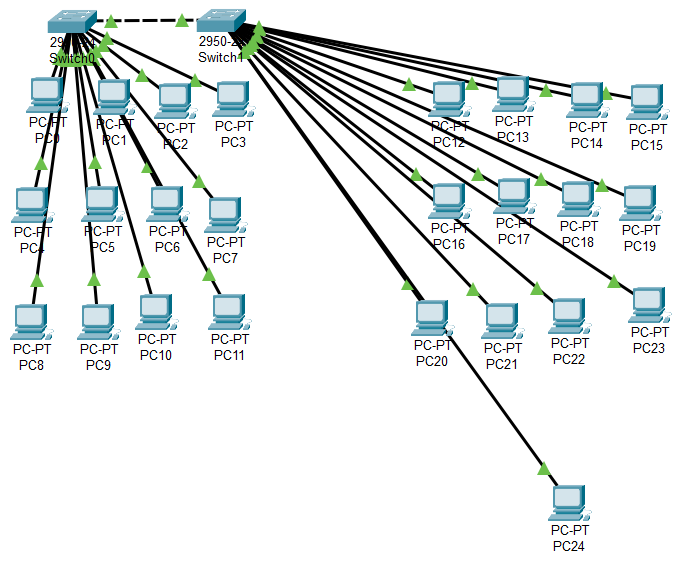 2950-24
Switch0
2950-24
Switch1
PC-PT
PC0
PC-PT
PC1
PC-PT
PC2
PC-PT
PC3
PC-PT
PC12
PC-PT
PC13
PC-PT
PC14
PC-PT
PC15
PC-PT
PC4
PC-PT
PC5
PC-PT
PC6
PC-PT
PC7
PC-PT
PC16
PC-PT
PC17
PC-PT
PC18
PC-PT
PC19
PC-PT
PC8
PC-PT
PC9
PC-PT
PC10
PC-PT
PC11
PC-PT
PC20
PC-PT
PC21
PC-PT
PC22
PC-PT
PC23
PC-PT
PC24